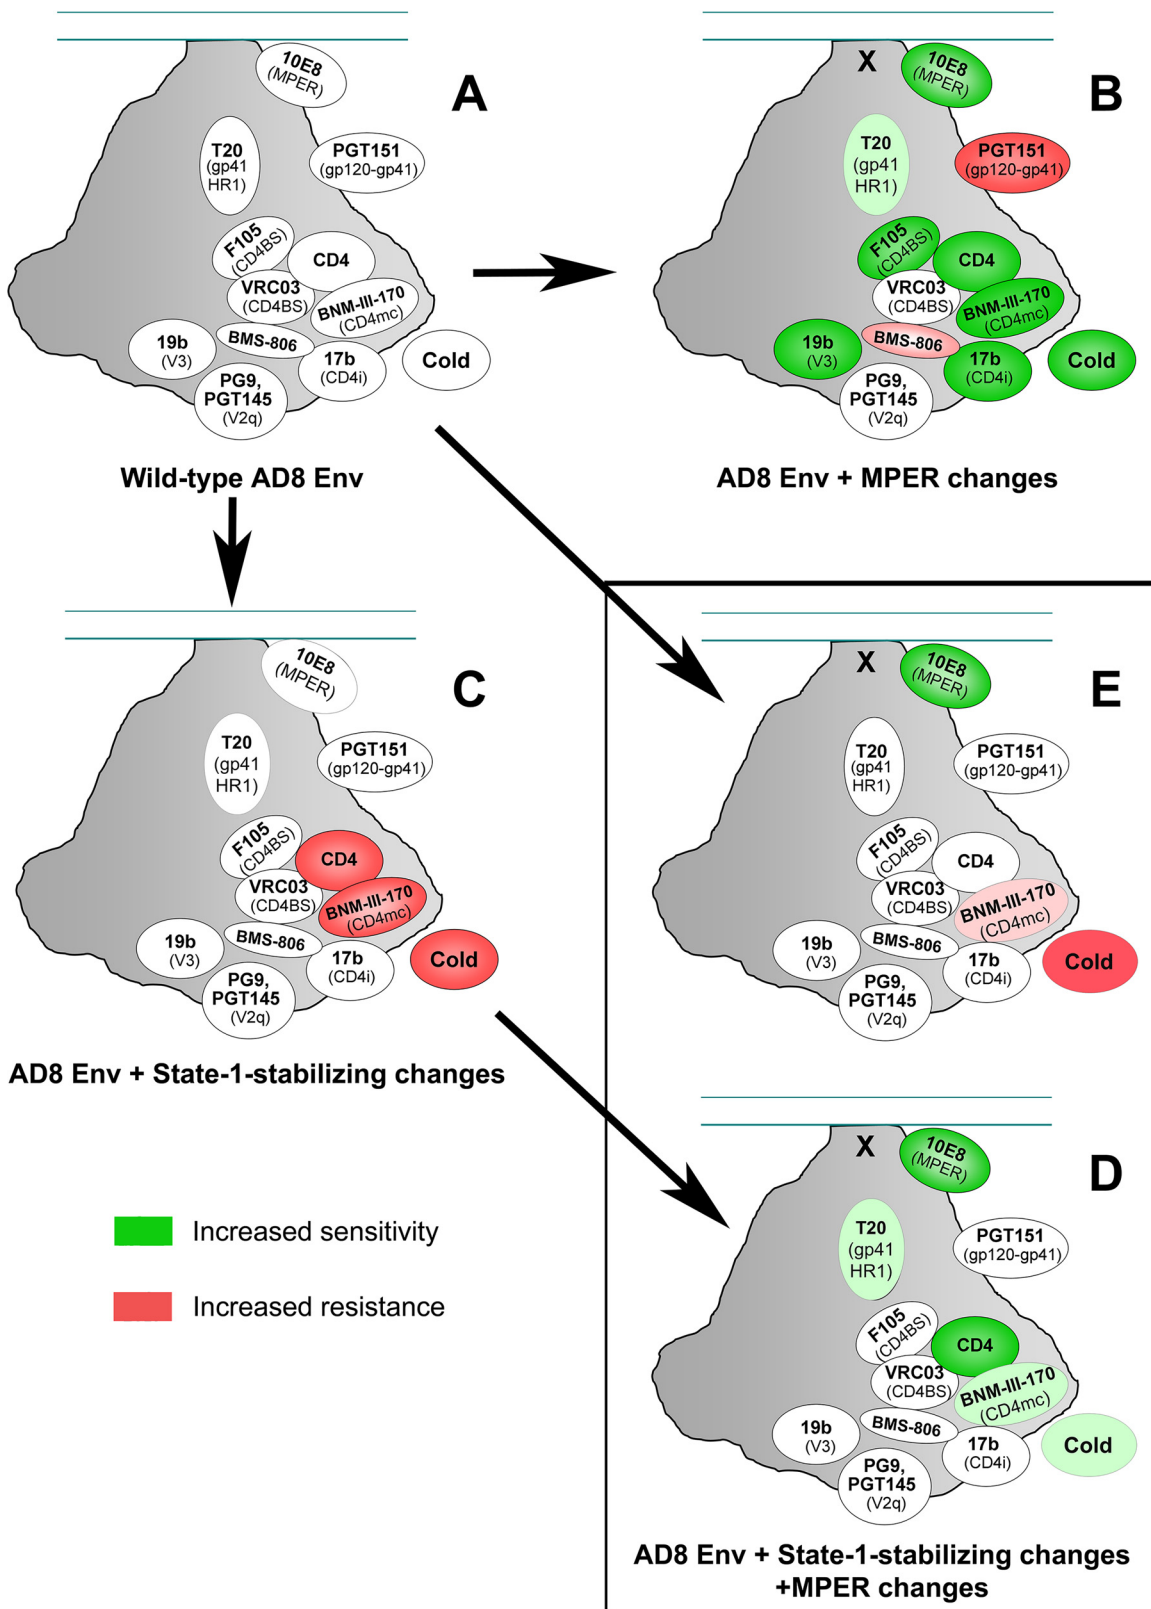 10E8
(MPER)
A
T20
(gp41
HR1)
PGT151
(gp120-gp41)
F105
(CD4BS)
CD4
VRC03
(CD4BS)
BNM-III-170
(CD4mc)
19b
(V3)
BMS-806
17b
(CD4i)
Cold
PG9,
PGT145
(V2q)
Wild-type AD8 Env
X
10E8
(MPER)
B
T20
(gp41
HR1)
PGT151
(gp120-gp41)
F105
(CD4BS)
CD4
VRC03
(CD4BS)
BNM-III-170
(CD4mc)
19b
(V3)
BMS-806
17b
(CD4i)
Cold
PG9,
PGT145
(V2q)
AD8 Env + MPER changes
10E8
(MPER)
C
T20
(gp41
HR1)
PGT151
(gp120-gp41)
F105
(CD4BS)
CD4
VRC03
(CD4BS)
BNM-III-170
(CD4mc)
19b
(V3)
BMS-806
17b
(CD4i)
Cold
PG9,
PGT145
(V2q)
AD8 Env + State-1-stabilizing changes
X
10E8
(MPER)
E
T20
(gp41
HR1)
PGT151
(gp120-gp41)
F105
(CD4BS)
CD4
VRC03
(CD4BS)
BNM-III-170
(CD4mc)
19b
(V3)
BMS-806
17b
(CD4i)
Cold
PG9,
PGT145
(V2q)
Increased sensitivity
Increased resistance
X
10E8
(MPER)
D
T20
(gp41
HR1)
PGT151
(gp120-gp41)
F105
(CD4BS)
CD4
VRC03
(CD4BS)
BNM-III-170
(CD4mc)
19b
(V3)
BMS-806
17b
(CD4i)
Cold
PG9,
PGT145
(V2q)
AD8 Env + State-1-stabilizing changes
+MPER changes